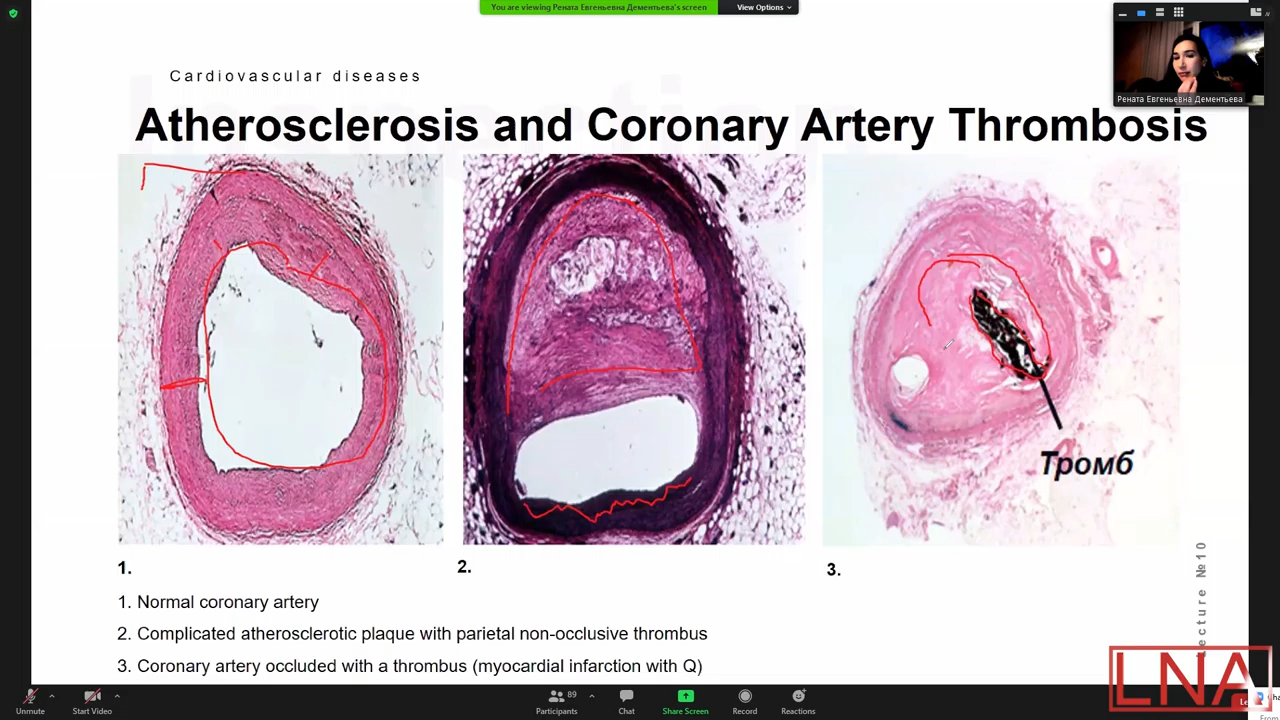 You are viewing Рената Евгеньевна Дементьева's screen
View Options
Рената Евгеньевна Дементьева
Cardiovascular diseases
Atherosclerosis and Coronary Artery Thrombosis
Тромб
1.
2.
3.
1. Normal coronary artery
2. Complicated atherosclerotic plaque with parietal non-occlusive thrombus
3. Coronary artery occluded with a thrombus (myocardial infarction with Q)
Lecture №10
LNA
Unmute
Start Video
Participants
89
Chat
Share Screen
Record
Reactions
From